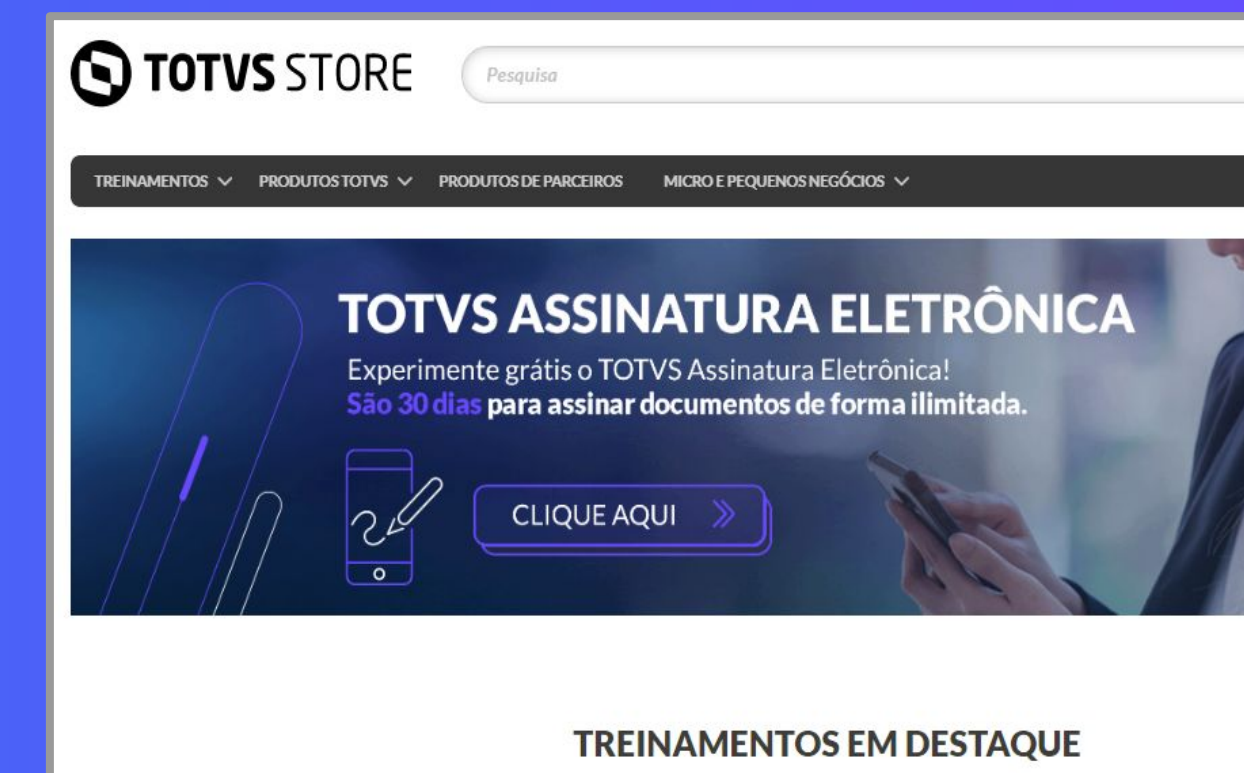 TOTVS STORE
Pesquisa
TREINAMENTOS PRODUTOS TOTVS PRODUTOS DE PARCEIROS MICRO E PEQUENOS NEGÓCIOS
TOTVS ASSINATURA ELETRÔNICA
Experimente grátis o TOTVS Assinatura Eletrônica!
São 30 dias para assinar documentos de forma ilimitada.
CLIQUE AQUI
TREINAMENTOS EM DESTAQUE